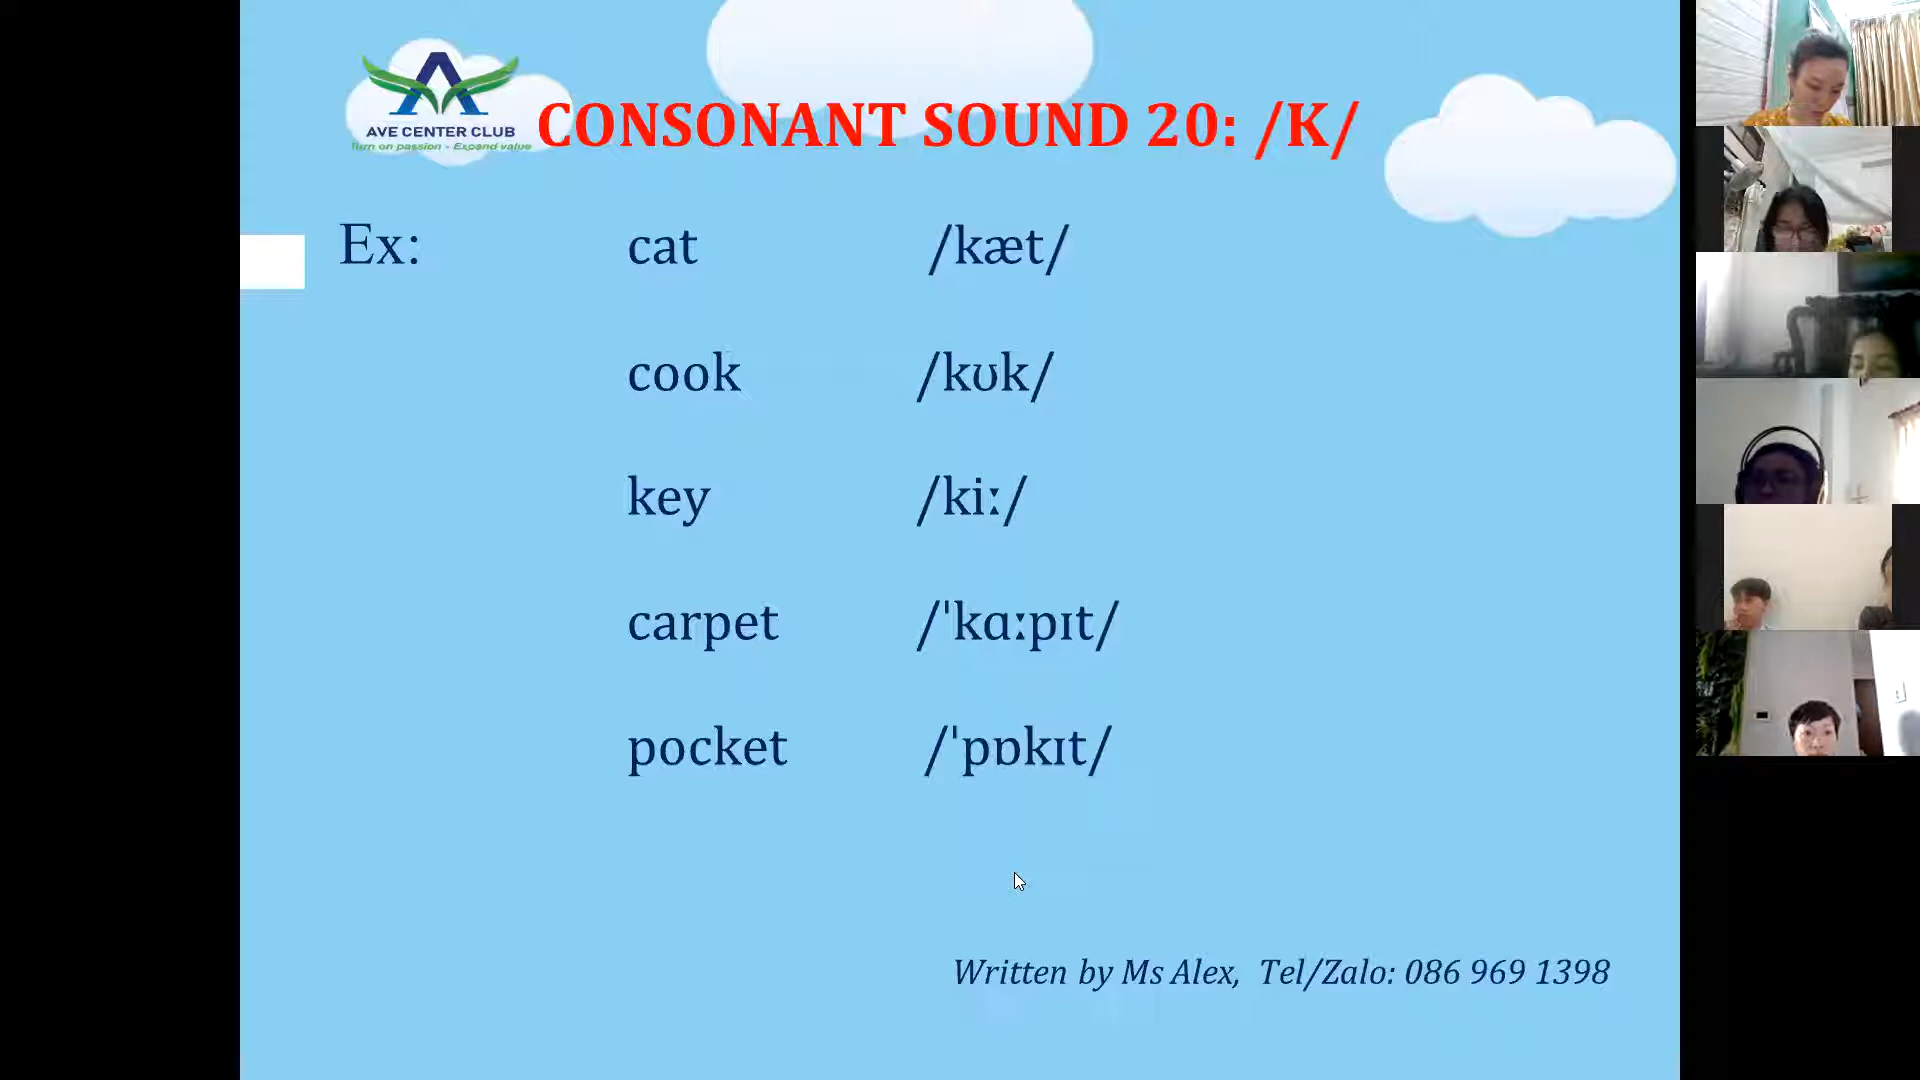 AVE CENTER CLUB
Turn on passion - Expand value
CONSONANT SOUND 20: /K/
Ex: cat /kæt/
cook /kʊk/
key /kiː/
carpet /ˈkɑːpɪt/
pocket /ˈpɒkɪt/
Written by Ms Alex, Tel/Zalo: 086 969 1398